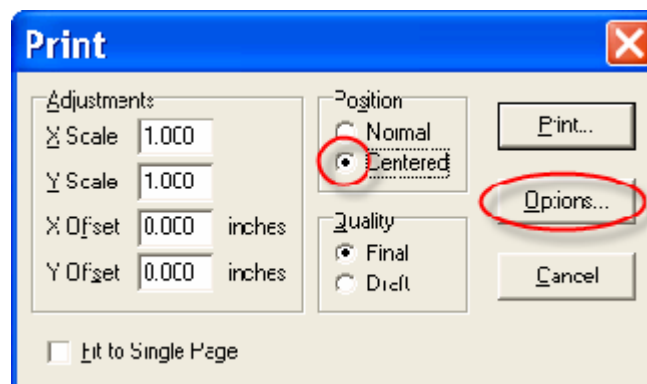 Print
Adjustments
X Scale 1.000
Y Scale 1.000
X Offset 0.000 inches
Y Offset 0.000 inches
Position
Normal
Centered
Quality
Final
Draft
Print...
Options...
Cancel
Fit to Single Page